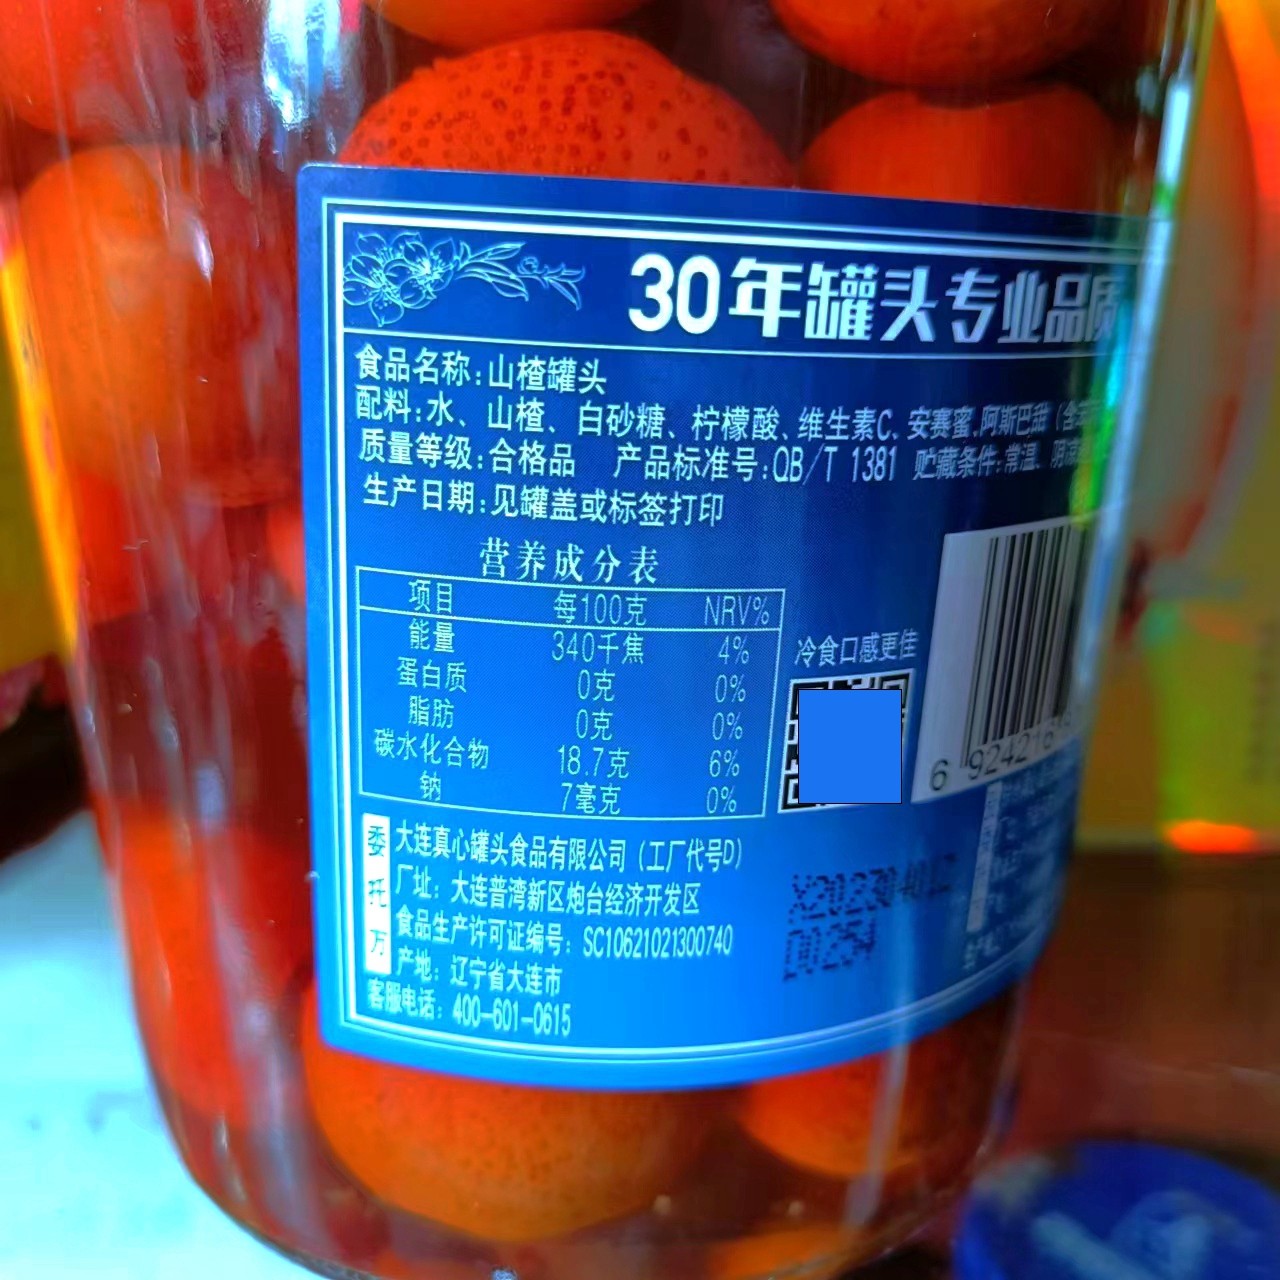 30年罐头专业品质
食品名称:山楂罐头
配料:水、山楂、白砂糖、柠檬酸、维生素C、安赛蜜、阿斯巴甜(含
质量等级:合格品 产品标准号:QB/T 1381 贮藏条件:常温、阴凉
生产日期:见罐盖或标签打印
营养成分表
项目 每100克 NRV%
能量 340千焦 4%
蛋白质 0克 0%
脂肪 0克 0%
碳水化合物 18.7克 6%
钠 7毫克 0%
冷食口感更佳
6 924216
委托方
大连真心罐头食品有限公司(工厂代号D)
厂址:大连普湾新区炮台经济开发区
食品生产许可证编号:SC10621021300740
产地:辽宁省大连市
客服电话:400-601-0615
D0254